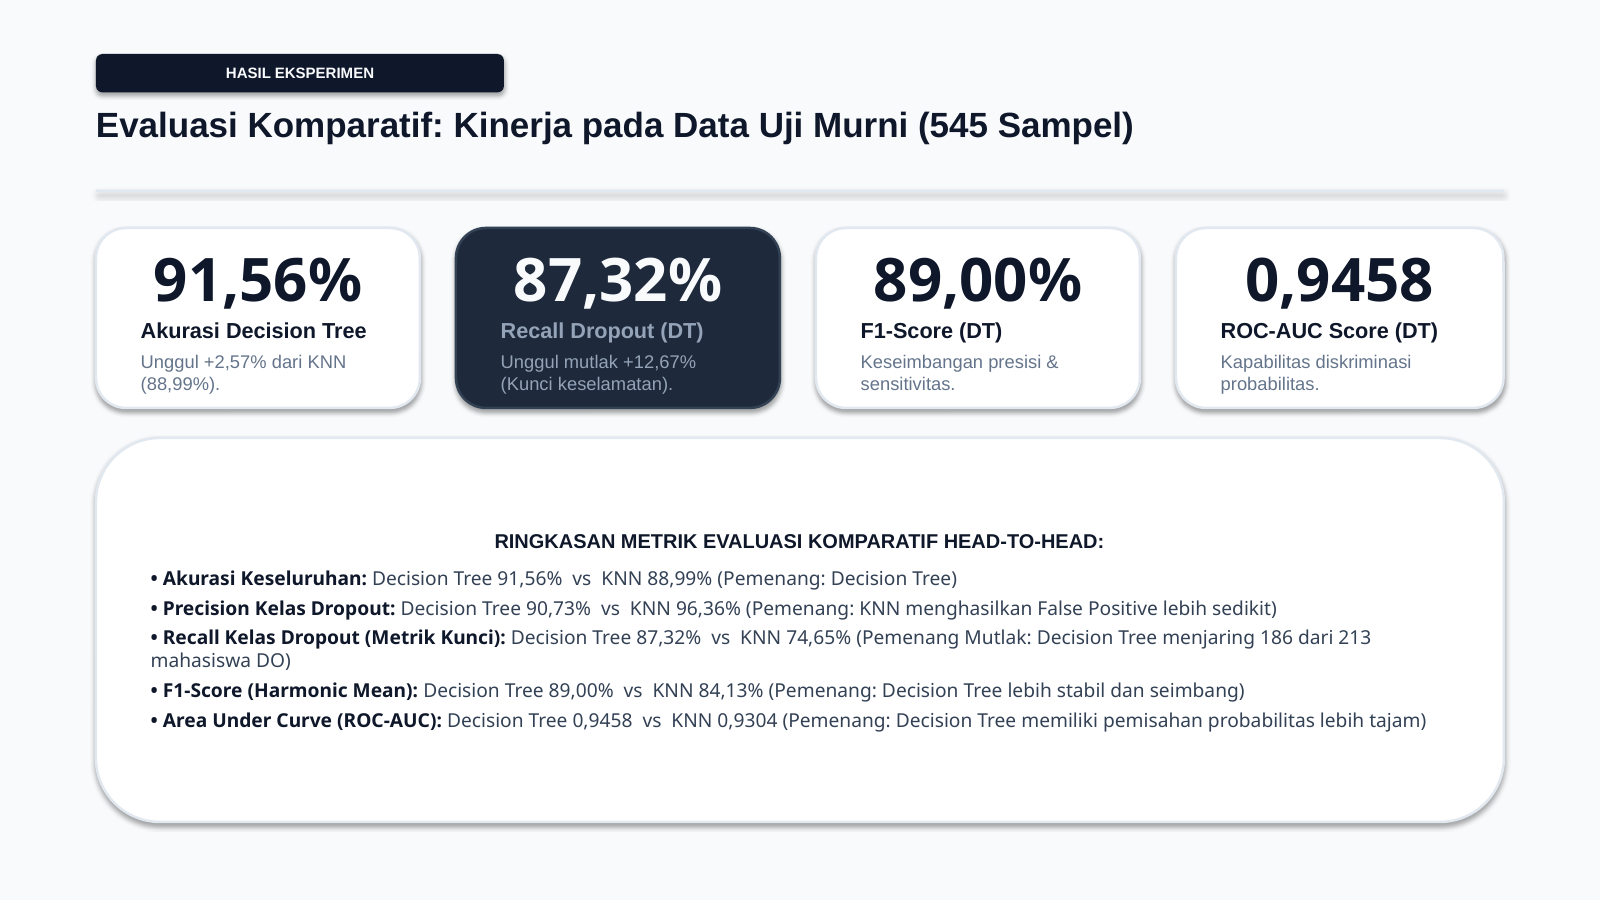 HASIL EKSPERIMEN
Evaluasi Komparatif: Kinerja pada Data Uji Murni (545 Sampel)
91,56%
Akurasi Decision Tree
Unggul +2,57% dari KNN
(88,99%).
87,32%
Recall Dropout (DT)
Unggul mutlak +12,67%
(Kunci keselamatan).
89,00%
F1-Score (DT)
Keseimbangan presisi &
sensitivitas.
0,9458
ROC-AUC Score (DT)
Kapabilitas diskriminasi
probabilitas.
RINGKASAN METRIK EVALUASI KOMPARATIF HEAD-TO-HEAD:
• Akurasi Keseluruhan: Decision Tree 91,56%  vs  KNN 88,99% (Pemenang: Decision Tree)
• Precision Kelas Dropout: Decision Tree 90,73%  vs  KNN 96,36% (Pemenang: KNN menghasilkan False Positive lebih sedikit)
• Recall Kelas Dropout (Metrik Kunci): Decision Tree 87,32%  vs  KNN 74,65% (Pemenang Mutlak: Decision Tree menjaring 186 dari 213
mahasiswa DO)
• F1-Score (Harmonic Mean): Decision Tree 89,00%  vs  KNN 84,13% (Pemenang: Decision Tree lebih stabil dan seimbang)
• Area Under Curve (ROC-AUC): Decision Tree 0,9458  vs  KNN 0,9304 (Pemenang: Decision Tree memiliki pemisahan probabilitas lebih tajam)